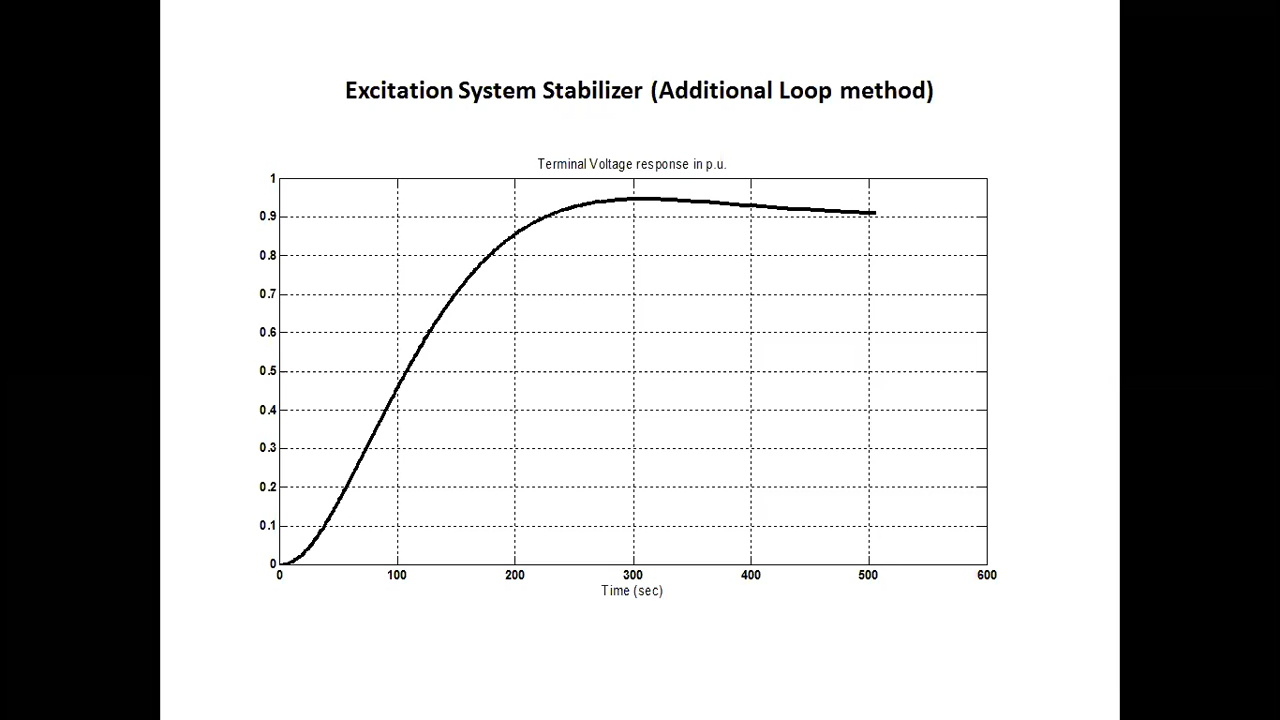 Excitation System Stabilizer (Additional Loop method)
Terminal Voltage response in p.u.
1
0.9
0.8
0.7
0.6
0.5
0.4
0.3
0.2
0.1
0
0 100 200 300 400 500 600
Time (sec)